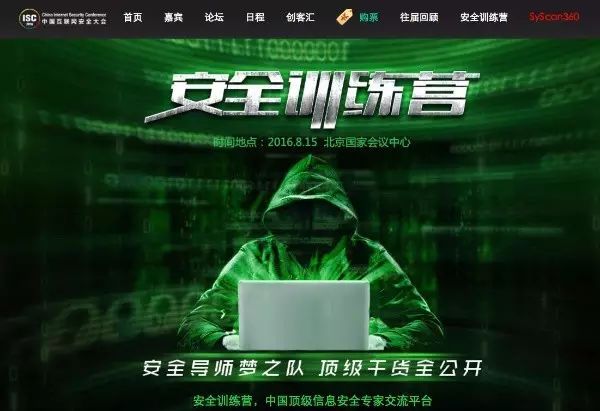 ISC 2016 China Internet Security Conference
中国互联网安全大会
首页 嘉宾 论坛 日程 创客汇 购票 往届回顾 安全训练营 SyScan360
安全训练营
时间地点：2016.8.15 北京国家会议中心
安全导师梦之队 顶级干货全公开
安全训练营，中国顶级信息安全专家交流平台